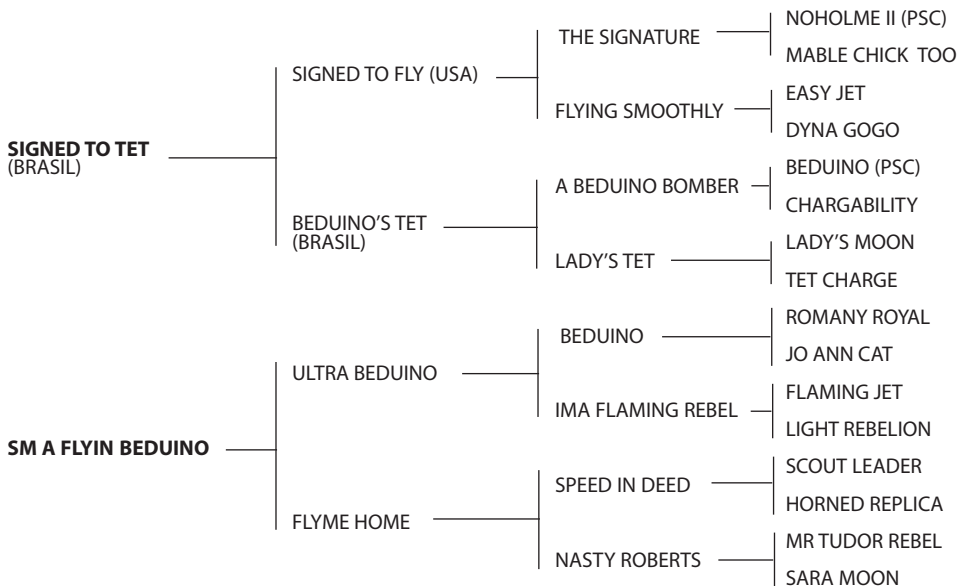 SIGNED TO TET
(BRASIL)
SIGNED TO FLY (USA)
THE SIGNATURE
NOHOLME II (PSC)
MABLE CHICK TOO
FLYING SMOOTHLY
EASY JET
DYNA GOGO
BEDUINO’S TET
(BRASIL)
A BEDUINO BOMBER
BEDUINO (PSC)
CHARGABILITY
LADY’S TET
LADY’S MOON
TET CHARGE
SM A FLYIN BEDUINO
ULTRA BEDUINO
BEDUINO
ROMANY ROYAL
JO ANN CAT
IMA FLAMING REBEL
FLAMING JET
LIGHT REBELION
FLYME HOME
SPEED IN DEED
SCOUT LEADER
HORNED REPLICA
NASTY ROBERTS
MR TUDOR REBEL
SARA MOON